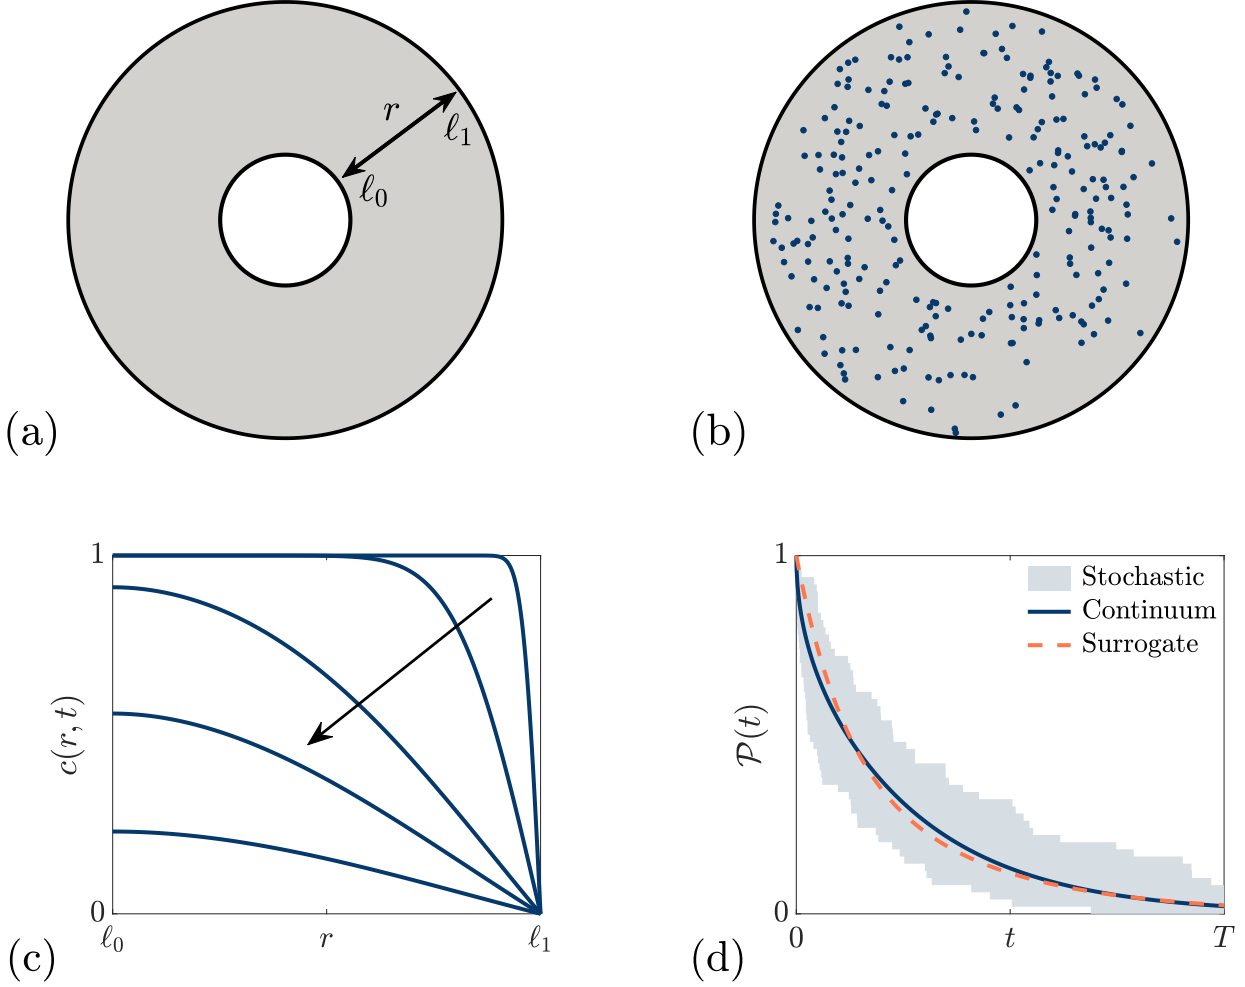 r
ℓ₁
ℓ₀
(a)
(b)
1
c(r, t)
0
ℓ₀
r
ℓ₁
(c)
1
Stochastic
Continuum
Surrogate
𝒫(t)
0
0
t
T
(d)